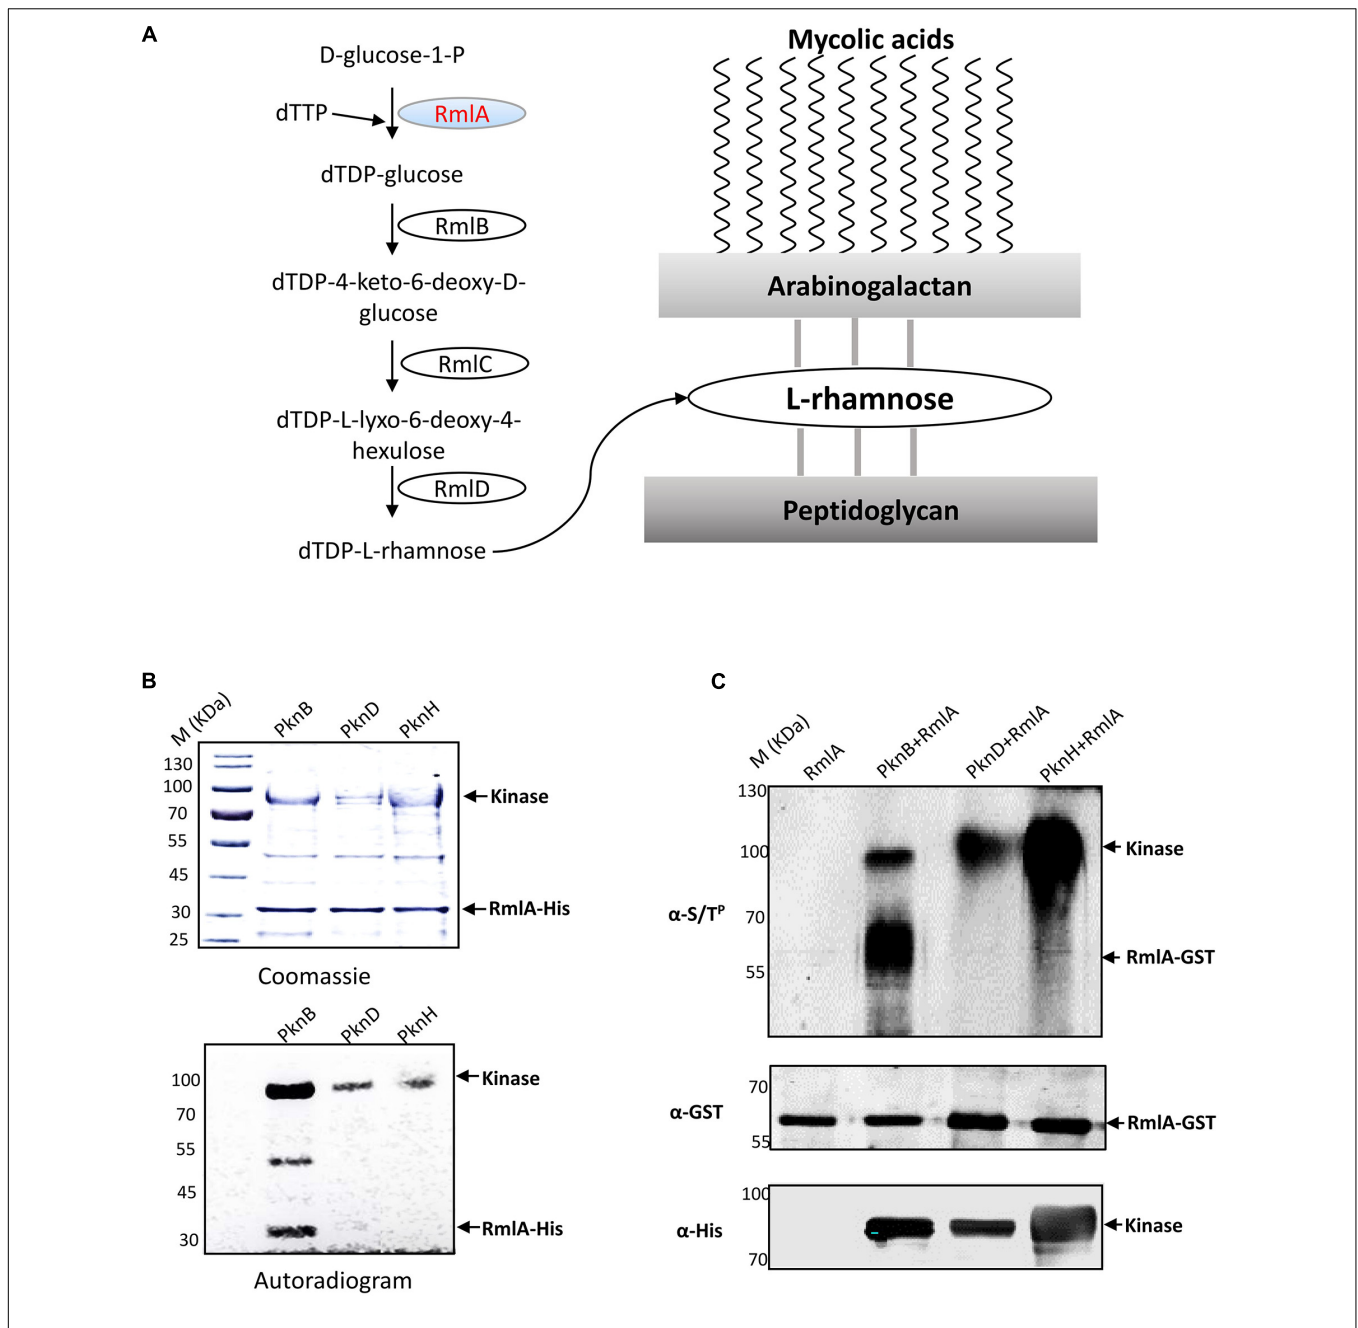 A
D-glucose-1-P
dTTP
RmlA
dTDP-glucose
RmlB
dTDP-4-keto-6-deoxy-D-
glucose
RmlC
dTDP-L-lyxo-6-deoxy-4-
hexulose
RmlD
dTDP-L-rhamnose
Mycolic acids
Arabinogalactan
L-rhamnose
Peptidoglycan
B
M (KDa)
PknB
PknD
PknH
130
100
70
55
45
30
25
Kinase
RmlA-His
Coomassie
PknB
PknD
PknH
100
70
55
45
30
Kinase
RmlA-His
Autoradiogram
C
M (KDa)
RmlA
PknB+RmlA
PknD+RmlA
PknH+RmlA
130
100
70
55
α-S/Tᴾ
Kinase
RmlA-GST
70
55
α-GST
RmlA-GST
100
70
α-His
Kinase